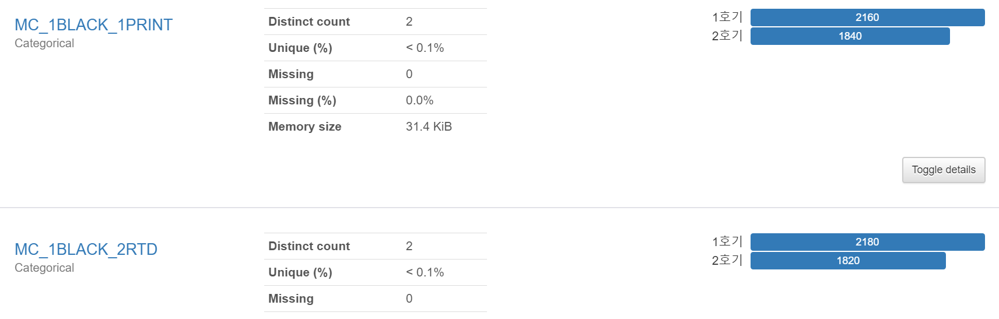 MC_1BLACK_1PRINT
Categorical
Distinct count 2
Unique (%) < 0.1%
Missing 0
Missing (%) 0.0%
Memory size 31.4 KiB
1호기 2160
2호기 1840
Toggle details
MC_1BLACK_2RTD
Categorical
Distinct count 2
Unique (%) < 0.1%
Missing 0
1호기 2180
2호기 1820